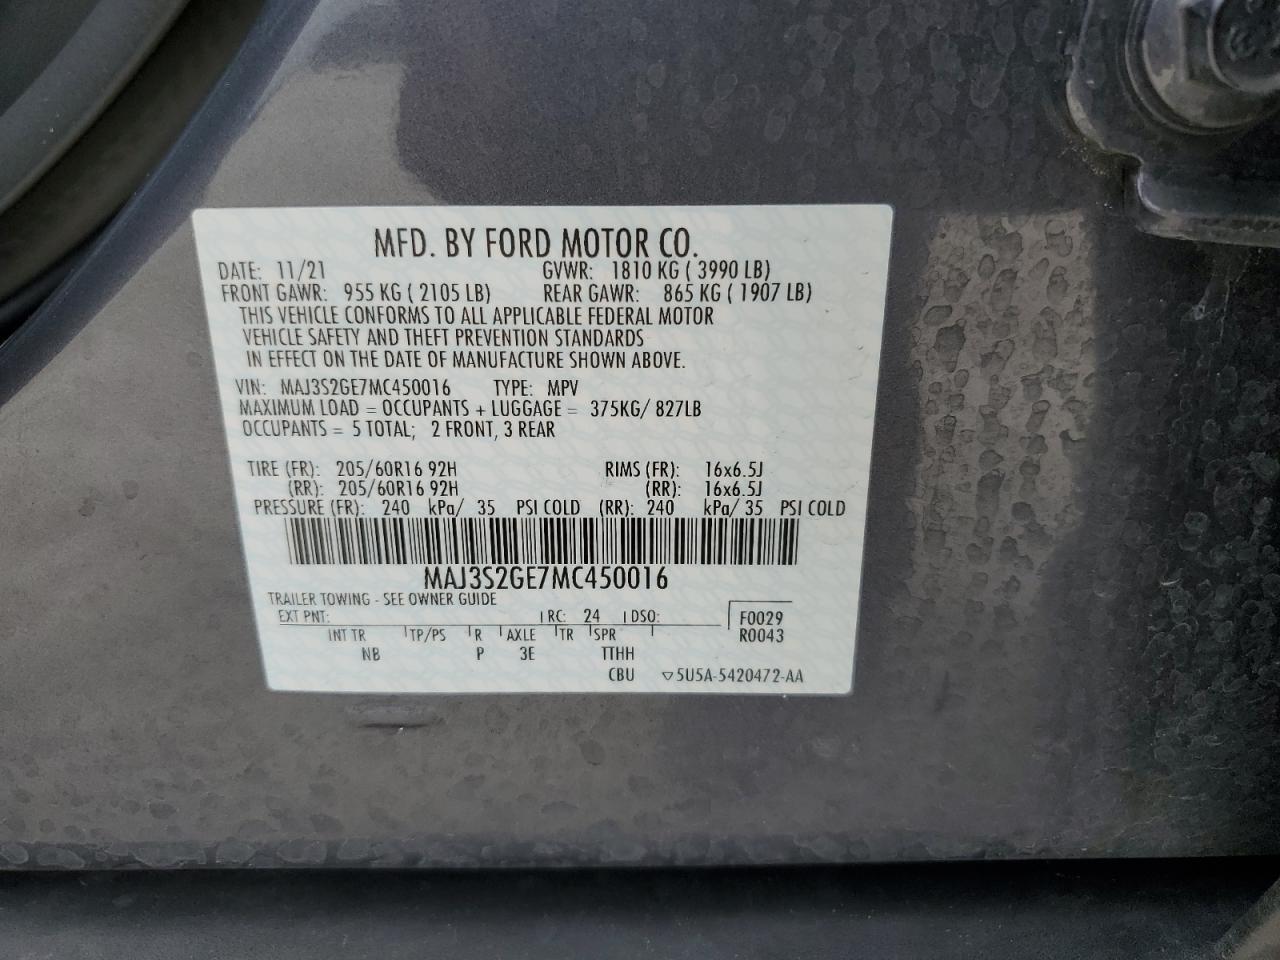 MFD. BY FORD MOTOR CO.
DATE: 11/21 GVWR: 1810 KG ( 3990 LB)
FRONT GAWR: 955 KG ( 2105 LB) REAR GAWR: 865 KG ( 1907 LB)
THIS VEHICLE CONFORMS TO ALL APPLICABLE FEDERAL MOTOR
VEHICLE SAFETY AND THEFT PREVENTION STANDARDS
IN EFFECT ON THE DATE OF MANUFACTURE SHOWN ABOVE.
VIN: MAJ3S2GE7MC450016 TYPE: MPV
MAXIMUM LOAD = OCCUPANTS + LUGGAGE = 375KG/ 827LB
OCCUPANTS = 5 TOTAL; 2 FRONT, 3 REAR
TIRE (FR): 205/60R16 92H RIMS (FR): 16x6.5J
(RR): 205/60R16 92H (RR): 16x6.5J
PRESSURE (FR): 240 kPa/ 35 PSI COLD (RR): 240 kPa/ 35 PSI COLD
MAJ3S2GE7MC450016
TRAILER TOWING - SEE OWNER GUIDE
EXT PNT: RC: 24 DSO: F0029
INT TR TP/PS R AXLE TR SPR R0043
NB P 3E TTHH
CBU ▽5U5A-5420472-AA